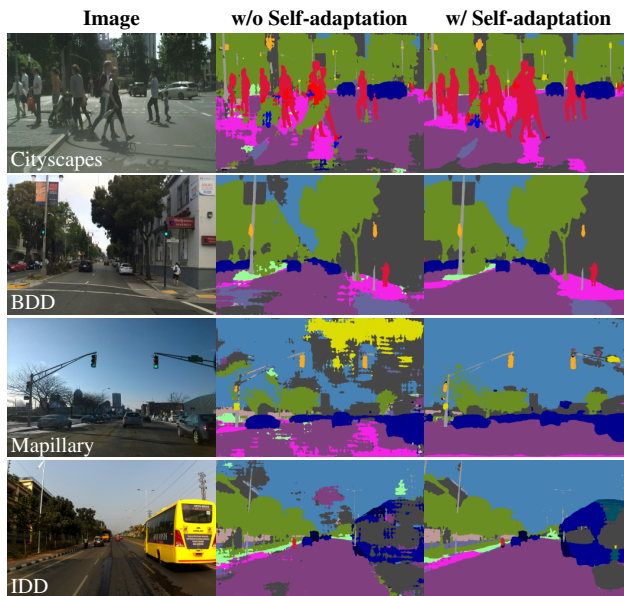 Image w/o Self-adaptation w/ Self-adaptation
Cityscapes
BDD
Mapillary
IDD